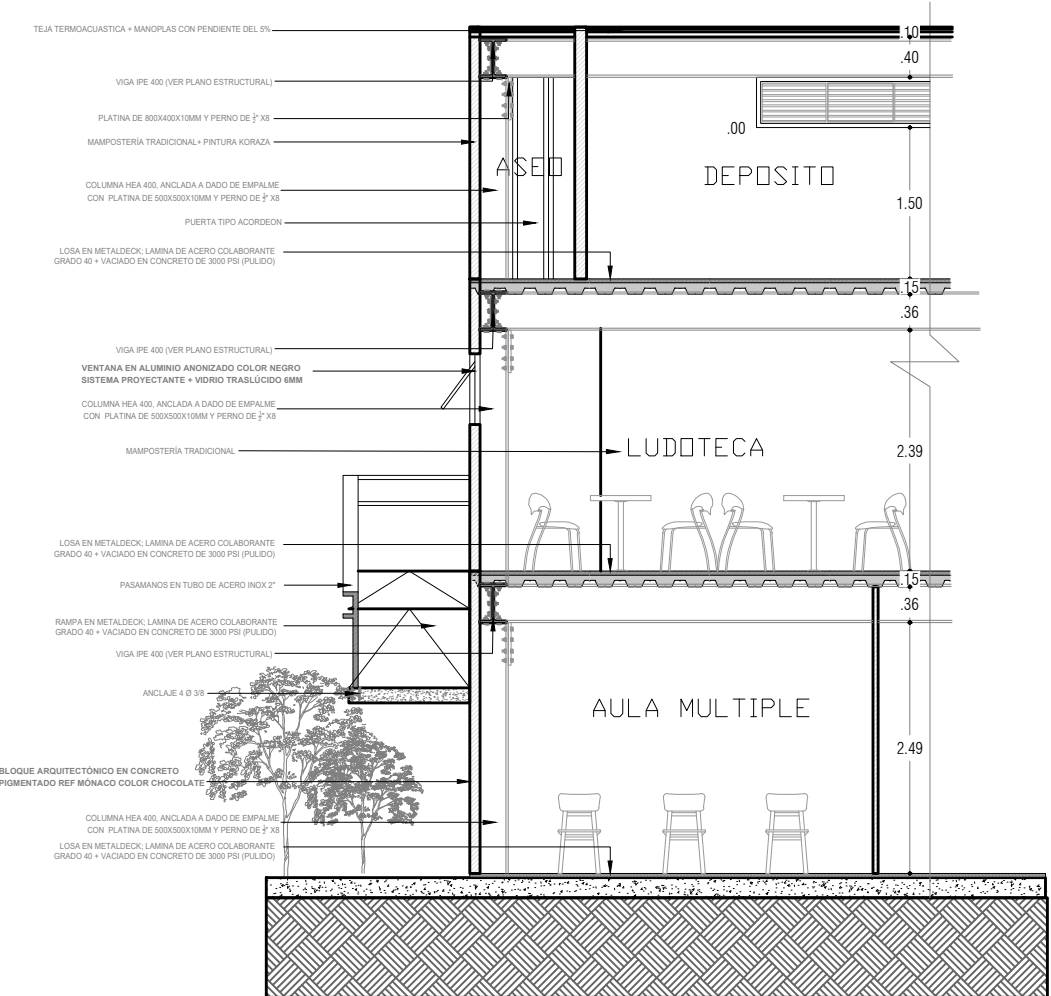 TEJA TERMOACUASTICA + MANOPLAS CON PENDIENTE DEL 5%
.10
.40
VIGA IPE 400 (VER PLANO ESTRUCTURAL)
PLATINA DE 800X400X10MM Y PERNO DE ½" X8
.00
MAMPOSTERÍA TRADICIONAL+ PINTURA KORAZA
ASEO
DEPOSITO
COLUMNA HEA 400, ANCLADA A DADO DE EMPALME
CON PLATINA DE 500X500X10MM Y PERNO DE ½" X8
1.50
PUERTA TIPO ACORDEON
LOSA EN METALDECK; LAMINA DE ACERO COLABORANTE
GRADO 40 + VACIADO EN CONCRETO DE 3000 PSI (PULIDO)
.15
.36
VIGA IPE 400 (VER PLANO ESTRUCTURAL)
VENTANA EN ALUMINIO ANONIZADO COLOR NEGRO
SISTEMA PROYECTANTE + VIDRIO TRASLÚCIDO 6MM
COLUMNA HEA 400, ANCLADA A DADO DE EMPALME
CON PLATINA DE 500X500X10MM Y PERNO DE ½" X8
MAMPOSTERÍA TRADICIONAL
LUDOTECA
2.39
LOSA EN METALDECK; LAMINA DE ACERO COLABORANTE
GRADO 40 + VACIADO EN CONCRETO DE 3000 PSI (PULIDO)
.15
PASAMANOS EN TUBO DE ACERO INOX 2"
.36
RAMPA EN METALDECK; LAMINA DE ACERO COLABORANTE
GRADO 40 + VACIADO EN CONCRETO DE 3000 PSI (PULIDO)
VIGA IPE 400 (VER PLANO ESTRUCTURAL)
ANCLAJE 4 Ø 3/8
AULA MULTIPLE
2.49
BLOQUE ARQUITECTÓNICO EN CONCRETO
PIGMENTADO REF MÓNACO COLOR CHOCOLATE
COLUMNA HEA 400, ANCLADA A DADO DE EMPALME
CON PLATINA DE 500X500X10MM Y PERNO DE ½" X8
LOSA EN METALDECK; LAMINA DE ACERO COLABORANTE
GRADO 40 + VACIADO EN CONCRETO DE 3000 PSI (PULIDO)